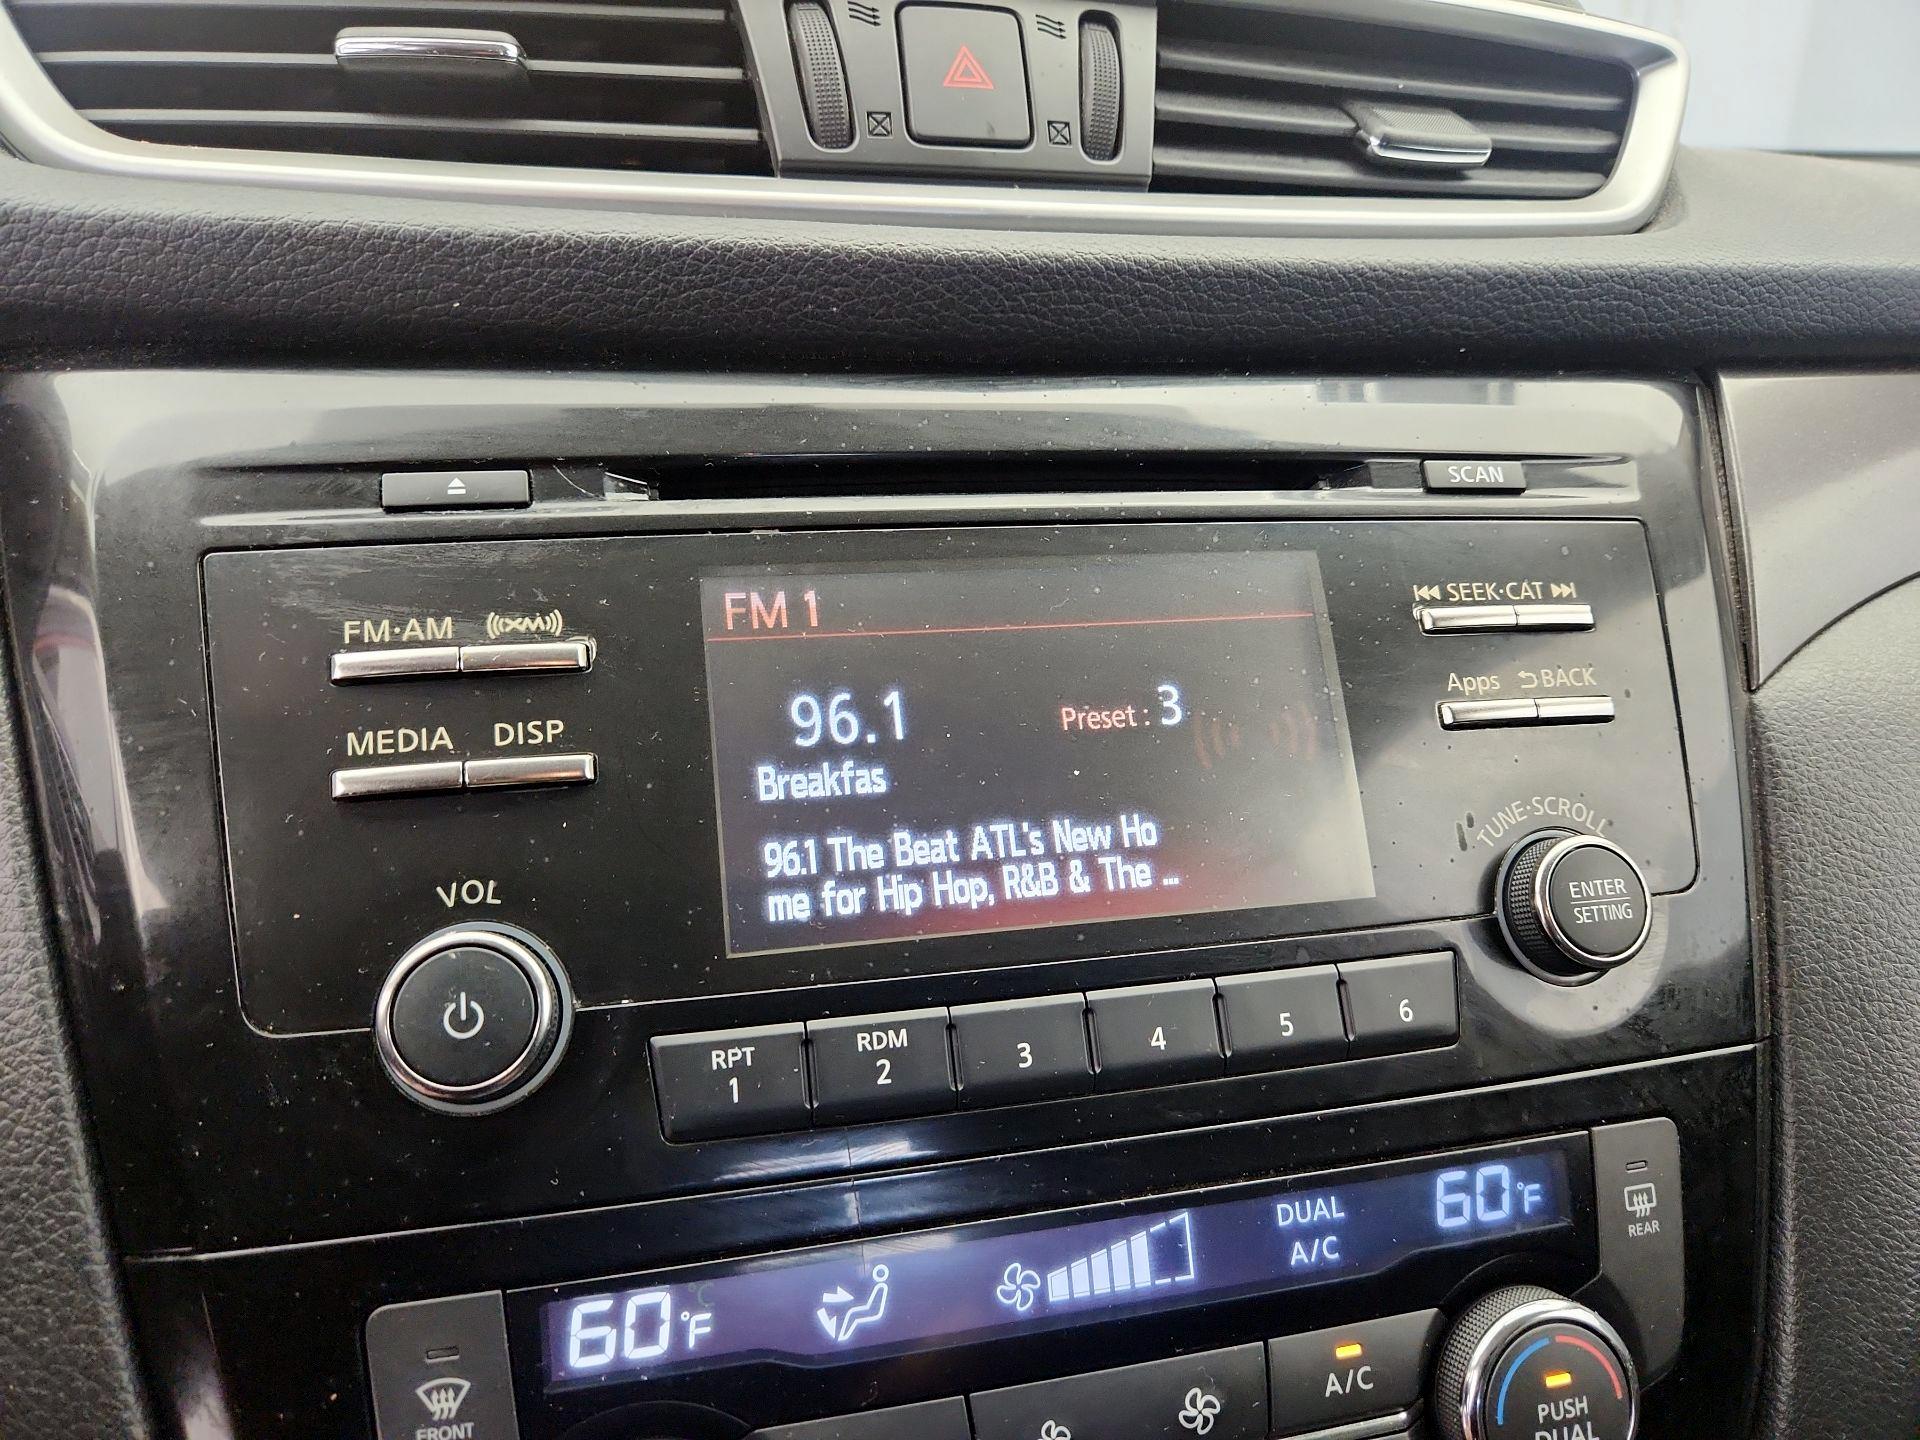 SCAN
FM·AM
XM
SEEK·CAT
MEDIA
DISP
Apps
BACK
VOL
TUNE·SCROLL
ENTER
SETTING
FM 1
96.1
Preset : 3
Breakfas
96.1 The Beat ATL's New Ho
me for Hip Hop, R&B & The ...
RPT
1
RDM
2
3
4
5
6
60°F
DUAL
A/C
60°F
REAR
FRONT
A/C
PUSH
DUAL